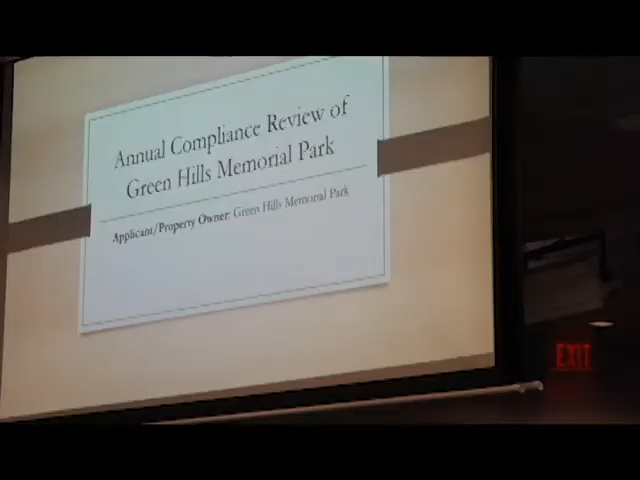 Annual Compliance Review of
Green Hills Memorial Park
Applicant/Property Owner: Green Hills Memorial Park
EXIT